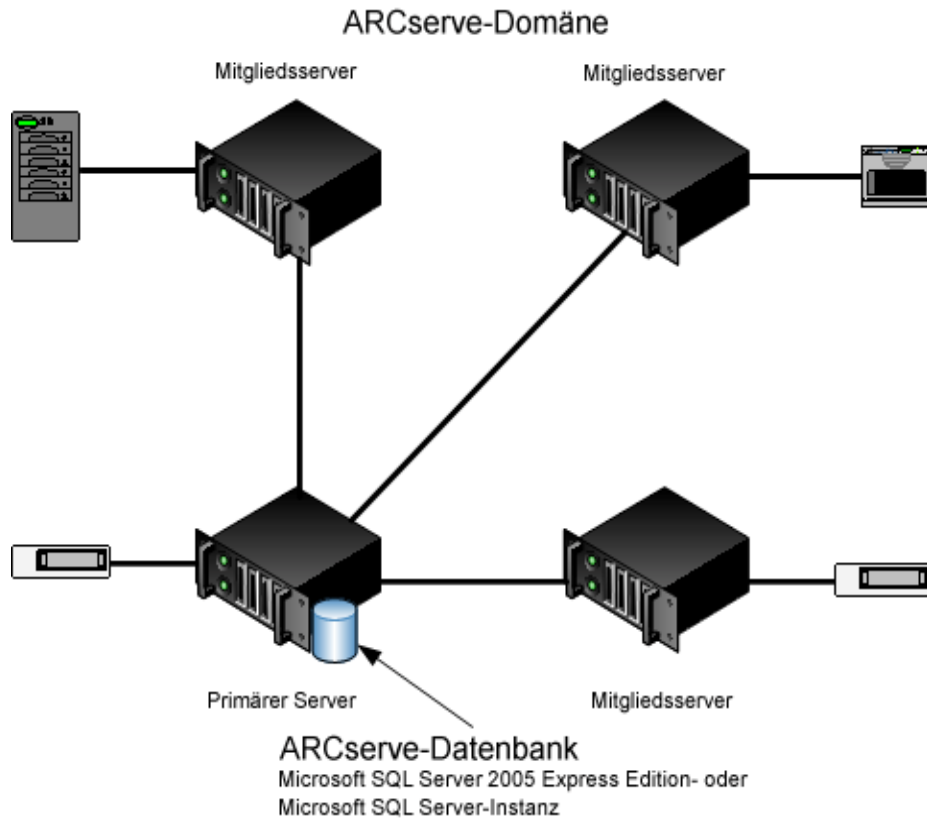 ARCserve-Domäne
Mitgliedsserver
Mitgliedsserver
Primärer Server
Mitgliedsserver
ARCserve-Datenbank
Microsoft SQL Server 2005 Express Edition- oder
Microsoft SQL Server-Instanz